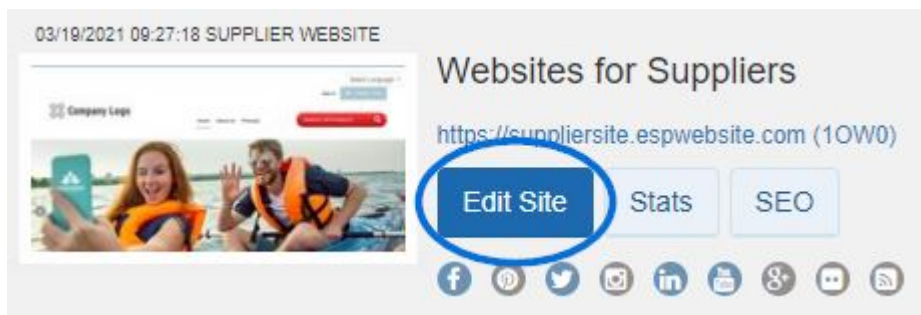 03/19/2021 09:27:18 SUPPLIER WEBSITE
Websites for Suppliers
https://suppliersite.espwebsite.com (1OW0)
Company Logo
Edit Site
Stats
SEO